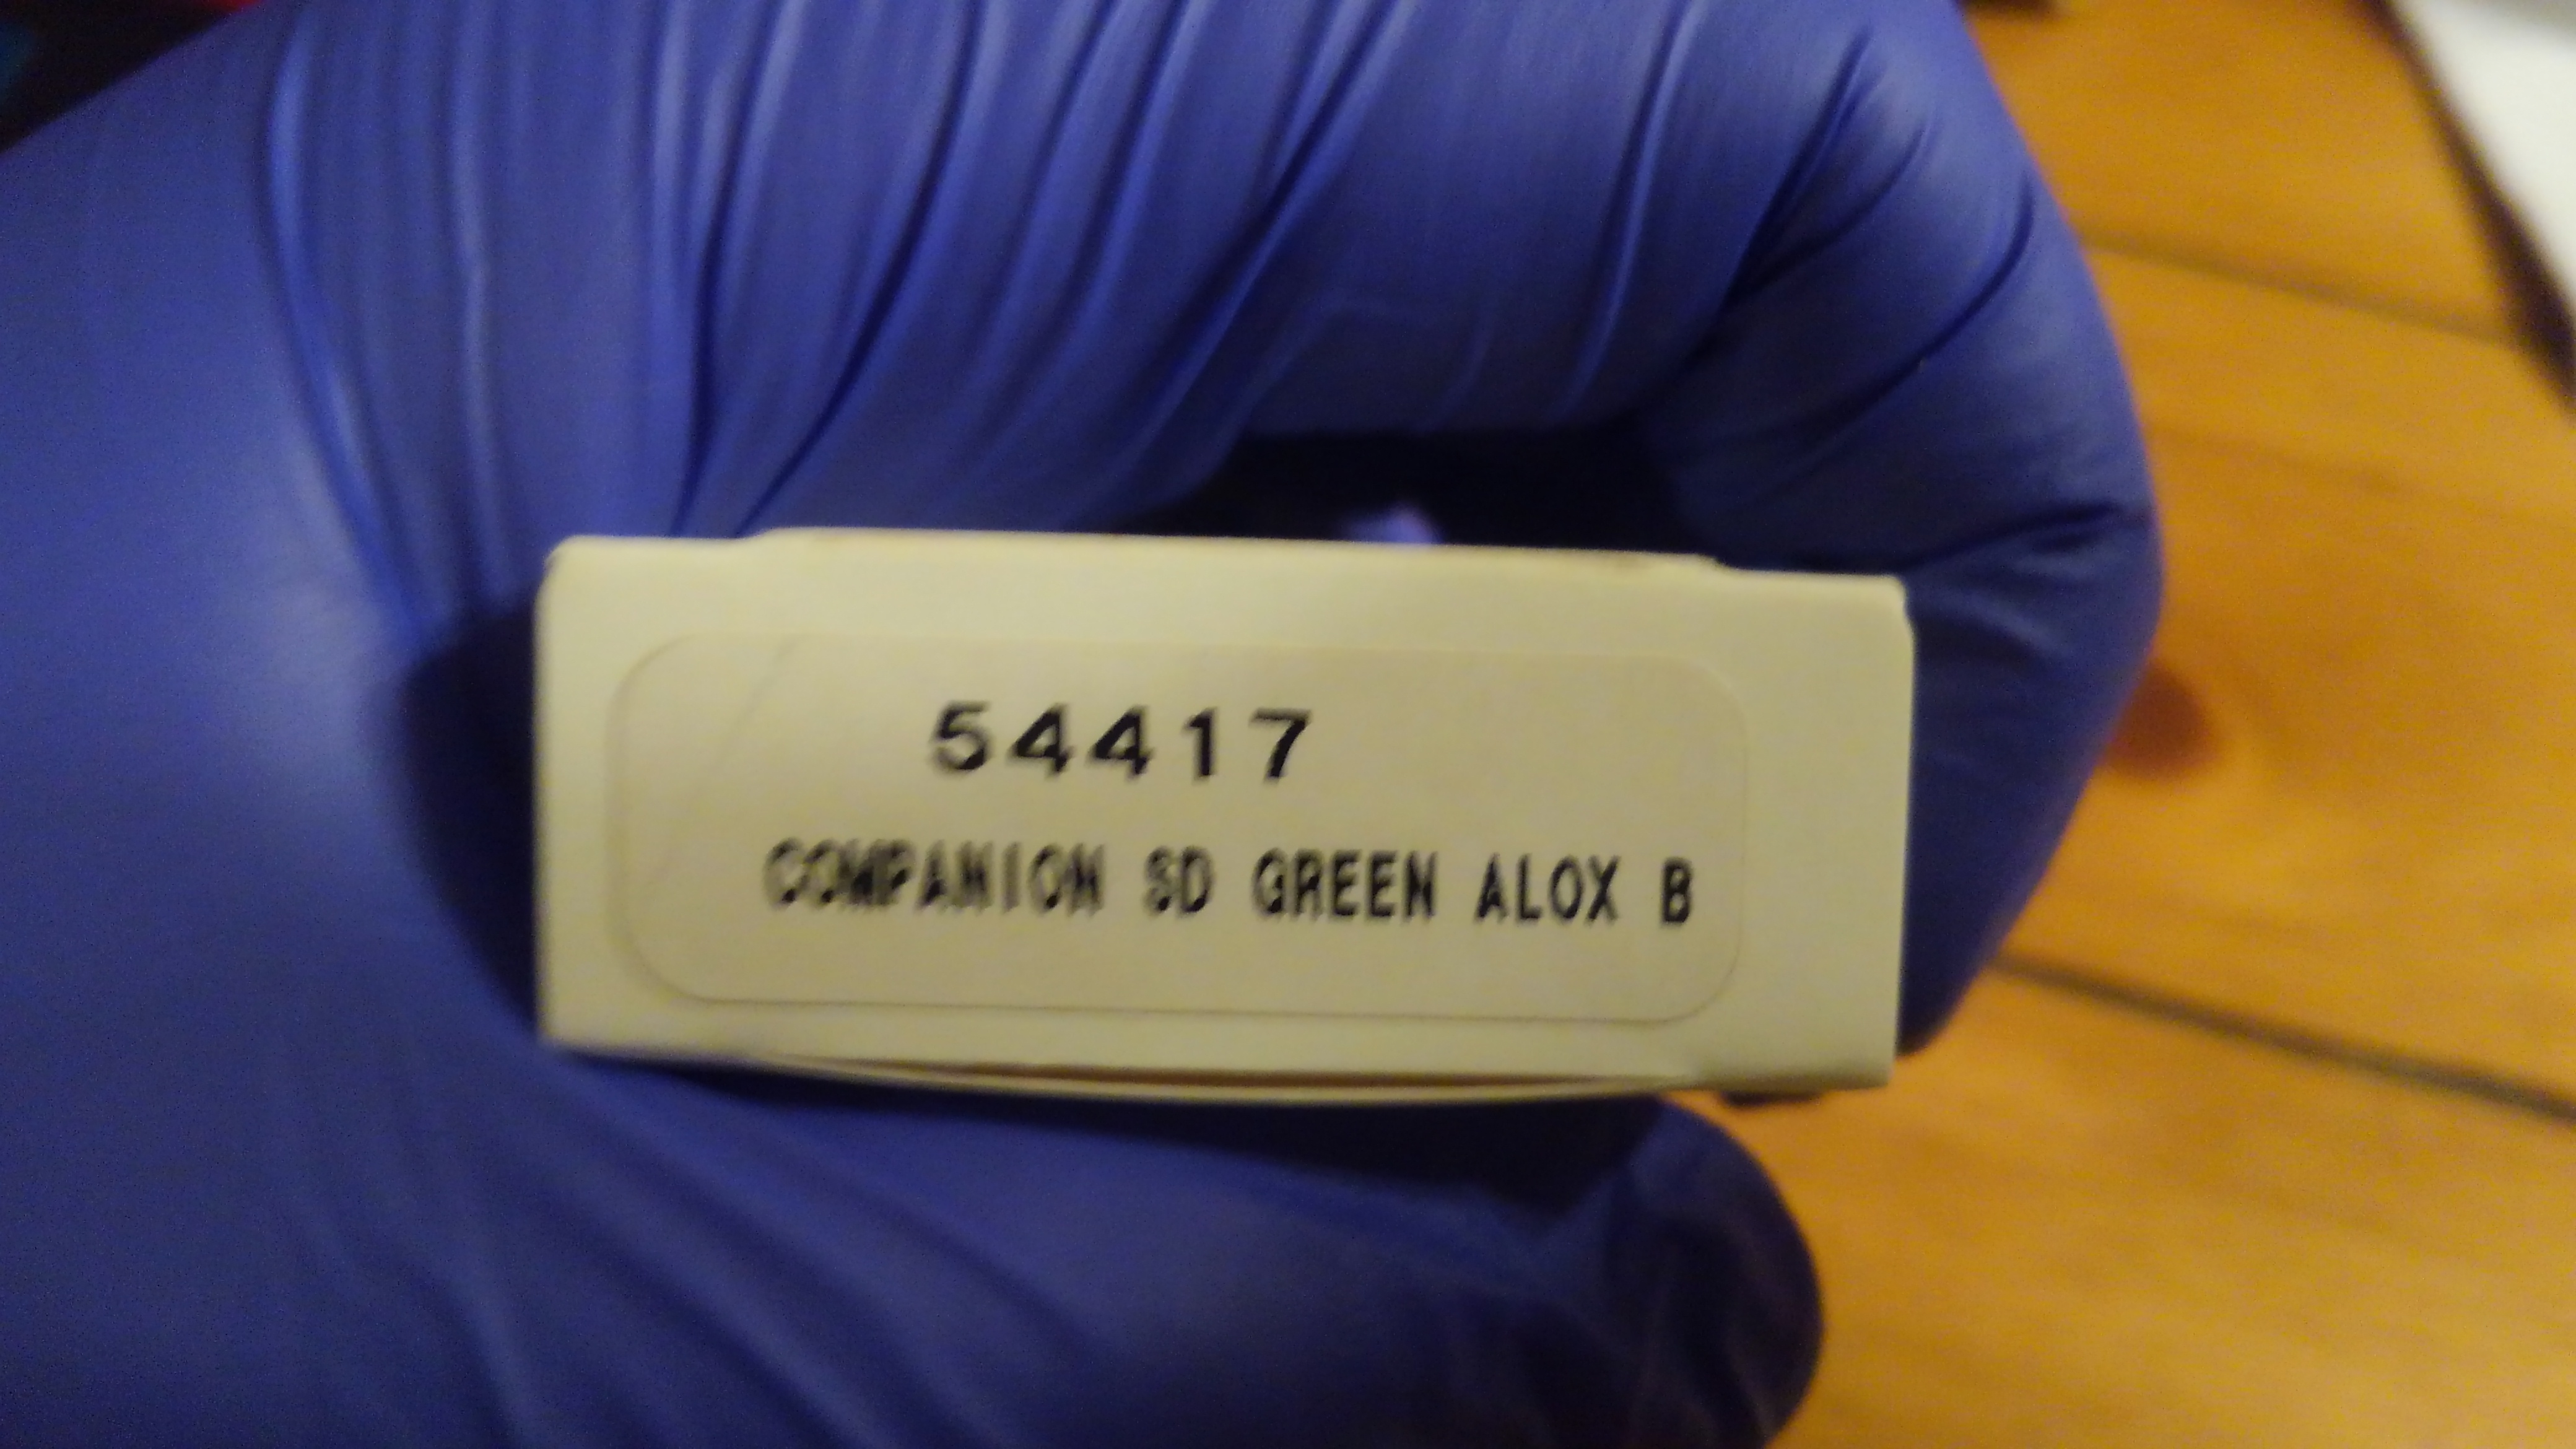 54417
COMPANION SD GREEN ALOX B